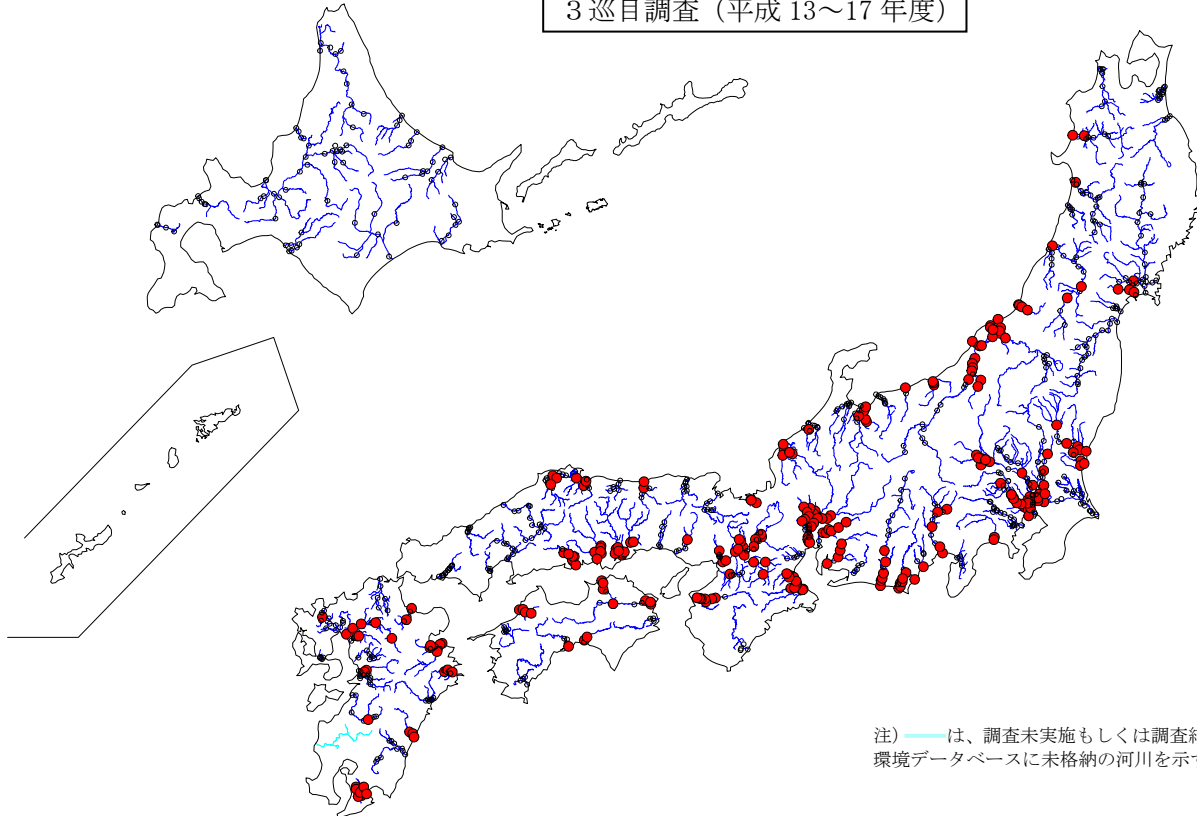 3巡目調査（平成 13～17 年度）
注） は、調査未実施もしくは調査
環境データベースに未格納の河川を示